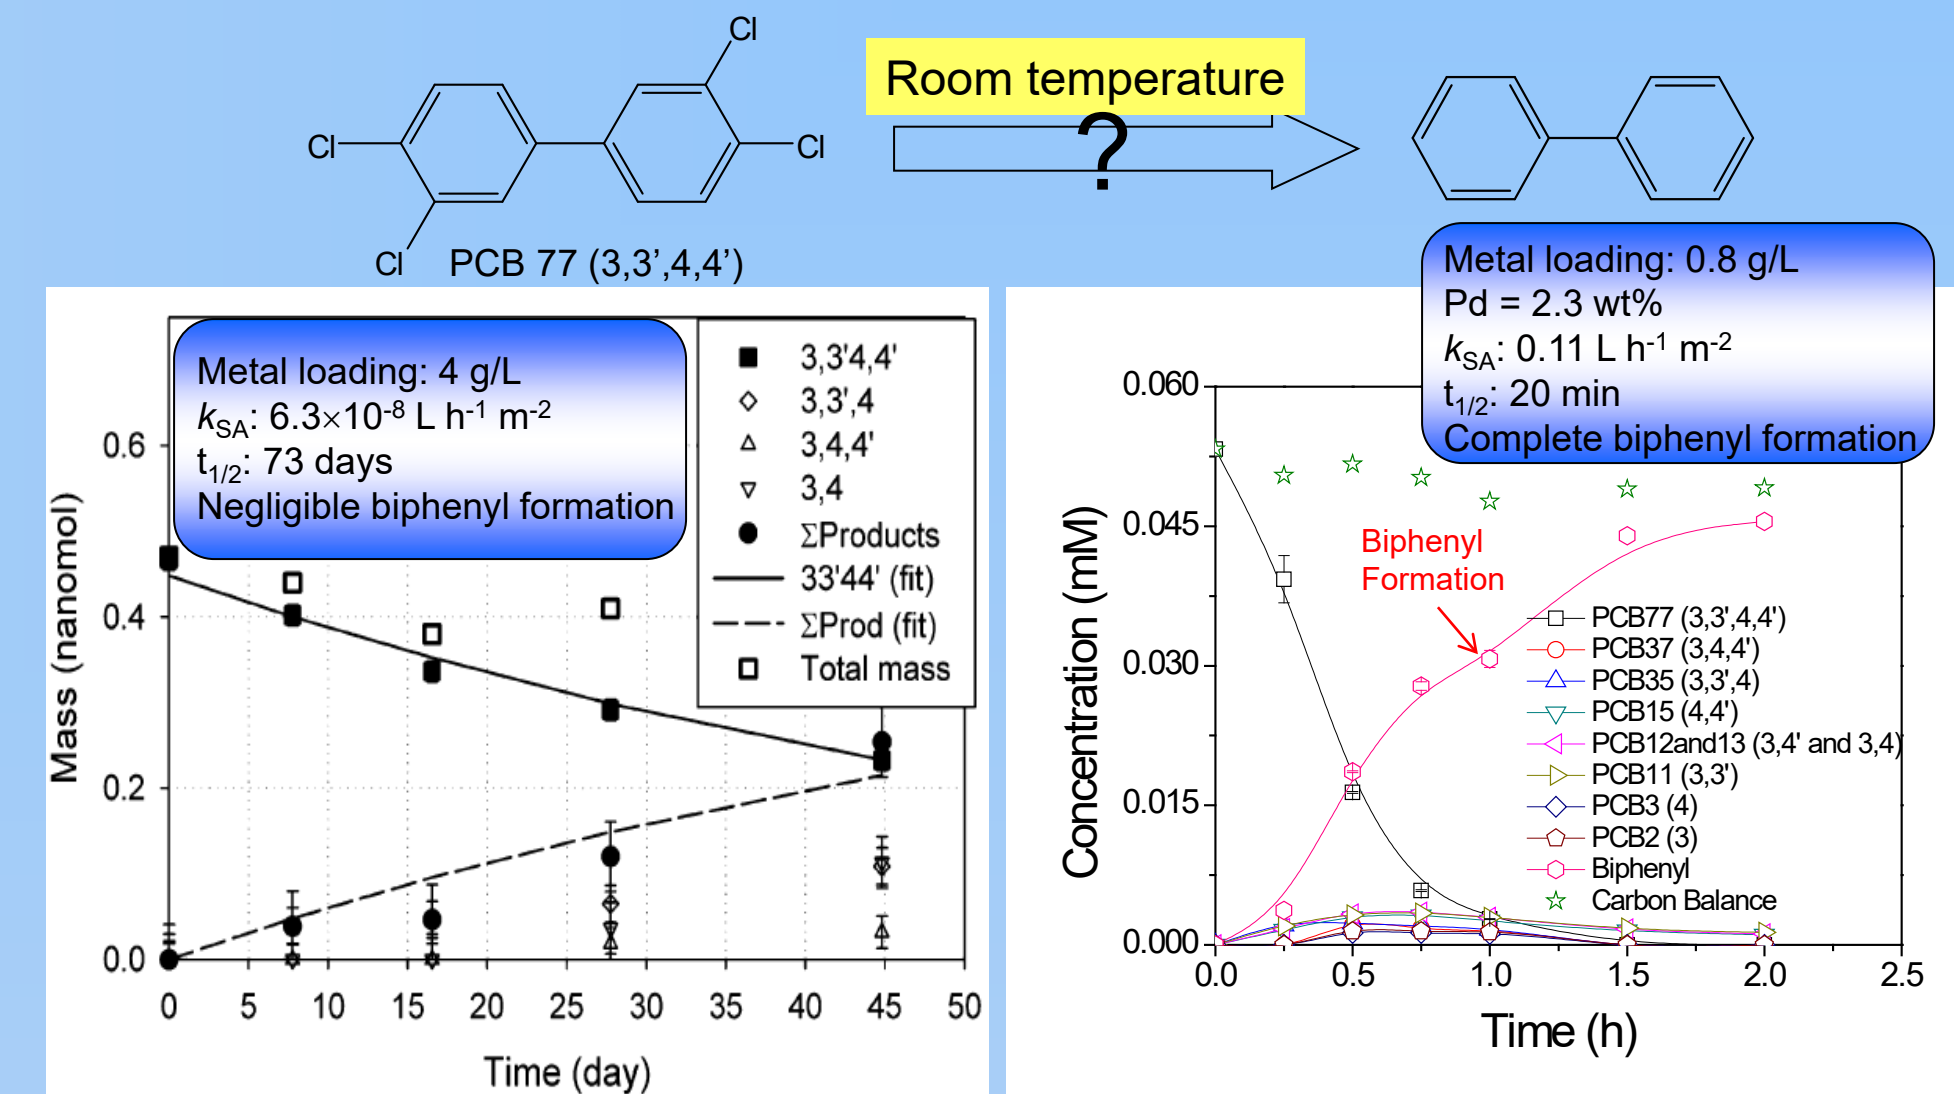 Cl
Room temperature
?
Cl
Cl
Cl
PCB 77 (3,3’,4,4’)
Metal loading: 4 g/L
kSA: 6.3×10-8 L h-1 m-2
t1/2: 73 days
Negligible biphenyl formation
3,3'4,4'
3,3',4
3,4,4'
3,4
ΣProducts
33'44' (fit)
ΣProd (fit)
Total mass
Mass (nanomol)
0.6
0.4
0.2
0.0
0 5 10 15 20 25 30 35 40 45 50
Time (day)
Metal loading: 0.8 g/L
Pd = 2.3 wt%
kSA: 0.11 L h-1 m-2
t1/2: 20 min
Complete biphenyl formation
Biphenyl
Formation
PCB77 (3,3',4,4')
PCB37 (3,4,4')
PCB35 (3,3',4)
PCB15 (4,4')
PCB12and13 (3,4' and 3,4)
PCB11 (3,3')
PCB3 (4)
PCB2 (3)
Biphenyl
Carbon Balance
Concentration (mM)
0.060
0.045
0.030
0.015
0.000
0.0 0.5 1.0 1.5 2.0 2.5
Time (h)